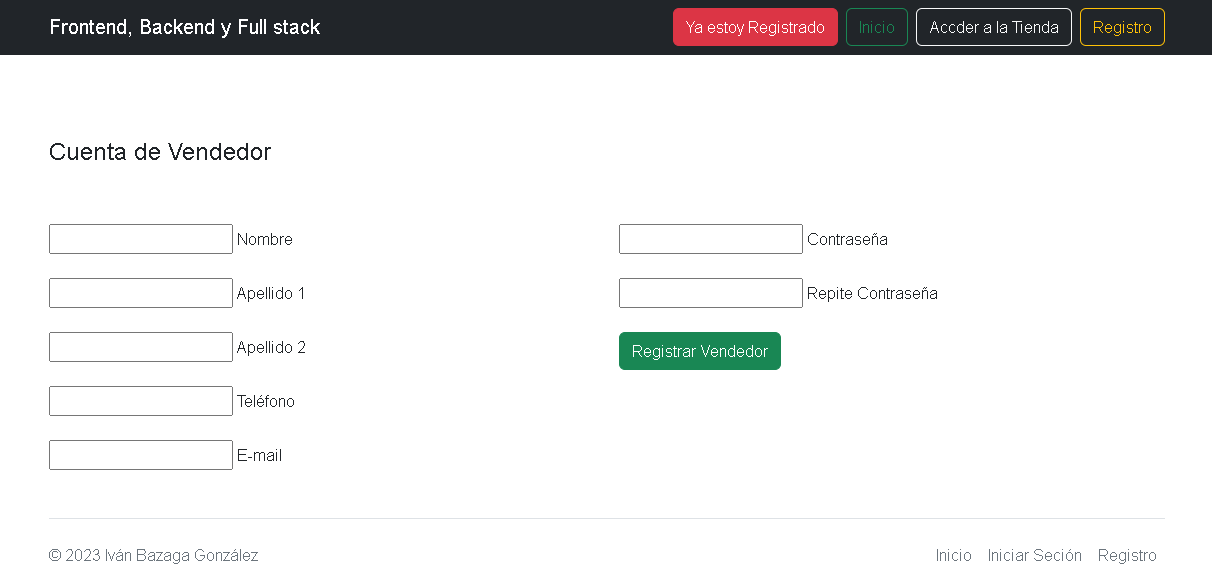 Frontend, Backend y Full stack
Ya estoy Registrado
Inicio
Accder a la Tienda
Registro
Cuenta de Vendedor
Nombre
Apellido 1
Apellido 2
Teléfono
E-mail
Contraseña
Repite Contraseña
Registrar Vendedor
© 2023 Iván Bazaga González
Inicio
Iniciar Seción
Registro